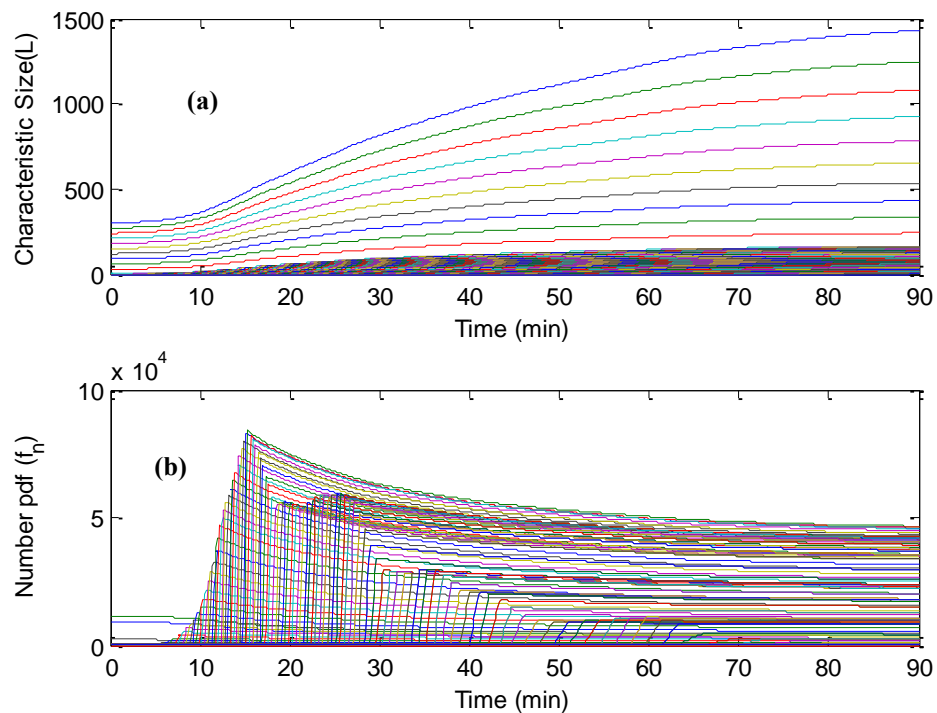 1500
1000
500
0
Characteristic Size(L)
(a)
0 10 20 30 40 50 60 70 80 90
Time (min)
x 10^4
10
5
0
Number pdf (f_n)
(b)
0 10 20 30 40 50 60 70 80 90
Time (min)